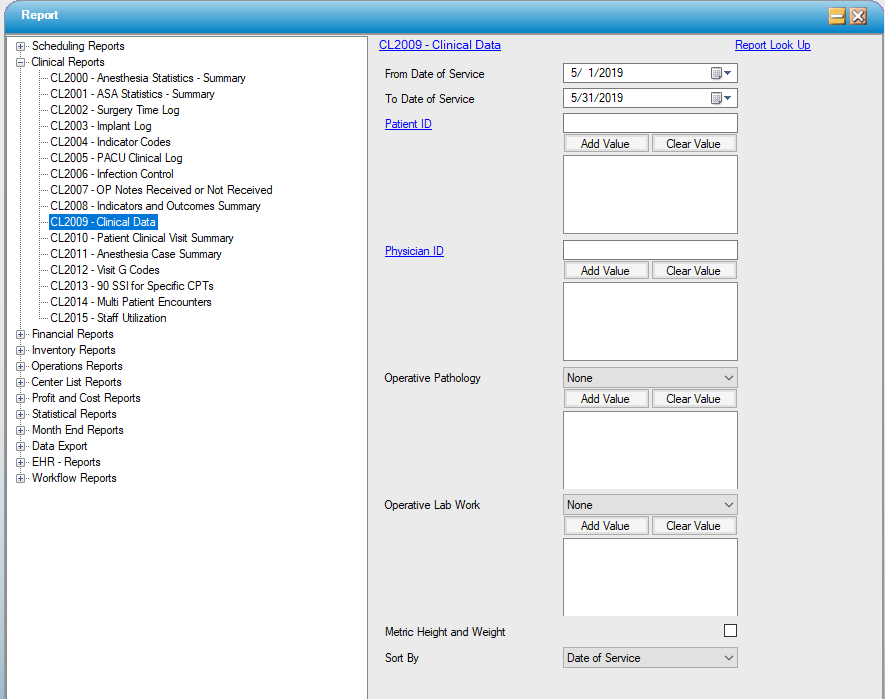 Report
Scheduling Reports
Clinical Reports
CL2000 - Anesthesia Statistics - Summary
CL2001 - ASA Statistics - Summary
CL2002 - Surgery Time Log
CL2003 - Implant Log
CL2004 - Indicator Codes
CL2005 - PACU Clinical Log
CL2006 - Infection Control
CL2007 - OP Notes Received or Not Received
CL2008 - Indicators and Outcomes Summary
CL2009 - Clinical Data
CL2010 - Patient Clinical Visit Summary
CL2011 - Anesthesia Case Summary
CL2012 - Visit G Codes
CL2013 - 90 SSI for Specific CPTs
CL2014 - Multi Patient Encounters
CL2015 - Staff Utilization
Financial Reports
Inventory Reports
Operations Reports
Center List Reports
Profit and Cost Reports
Statistical Reports
Month End Reports
Data Export
EHR - Reports
Workflow Reports
CL2009 - Clinical Data Report Look Up
From Date of Service 5/ 1/2019
To Date of Service 5/31/2019
Patient ID
Add Value Clear Value
Physician ID
Add Value Clear Value
Operative Pathology None
Add Value Clear Value
Operative Lab Work None
Add Value Clear Value
Metric Height and Weight
Sort By Date of Service